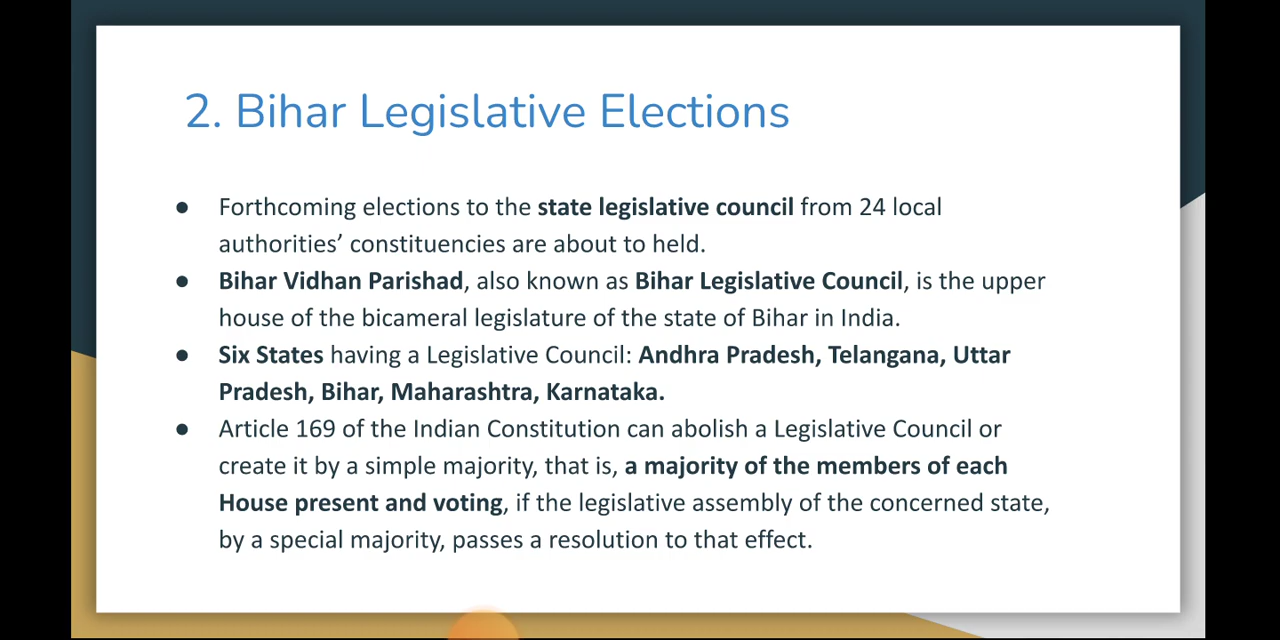 2. Bihar Legislative Elections
● Forthcoming elections to the state legislative council from 24 local
authorities’ constituencies are about to held.
● Bihar Vidhan Parishad, also known as Bihar Legislative Council, is the upper
house of the bicameral legislature of the state of Bihar in India.
● Six States having a Legislative Council: Andhra Pradesh, Telangana, Uttar
Pradesh, Bihar, Maharashtra, Karnataka.
● Article 169 of the Indian Constitution can abolish a Legislative Council or
create it by a simple majority, that is, a majority of the members of each
House present and voting, if the legislative assembly of the concerned state,
by a special majority, passes a resolution to that effect.